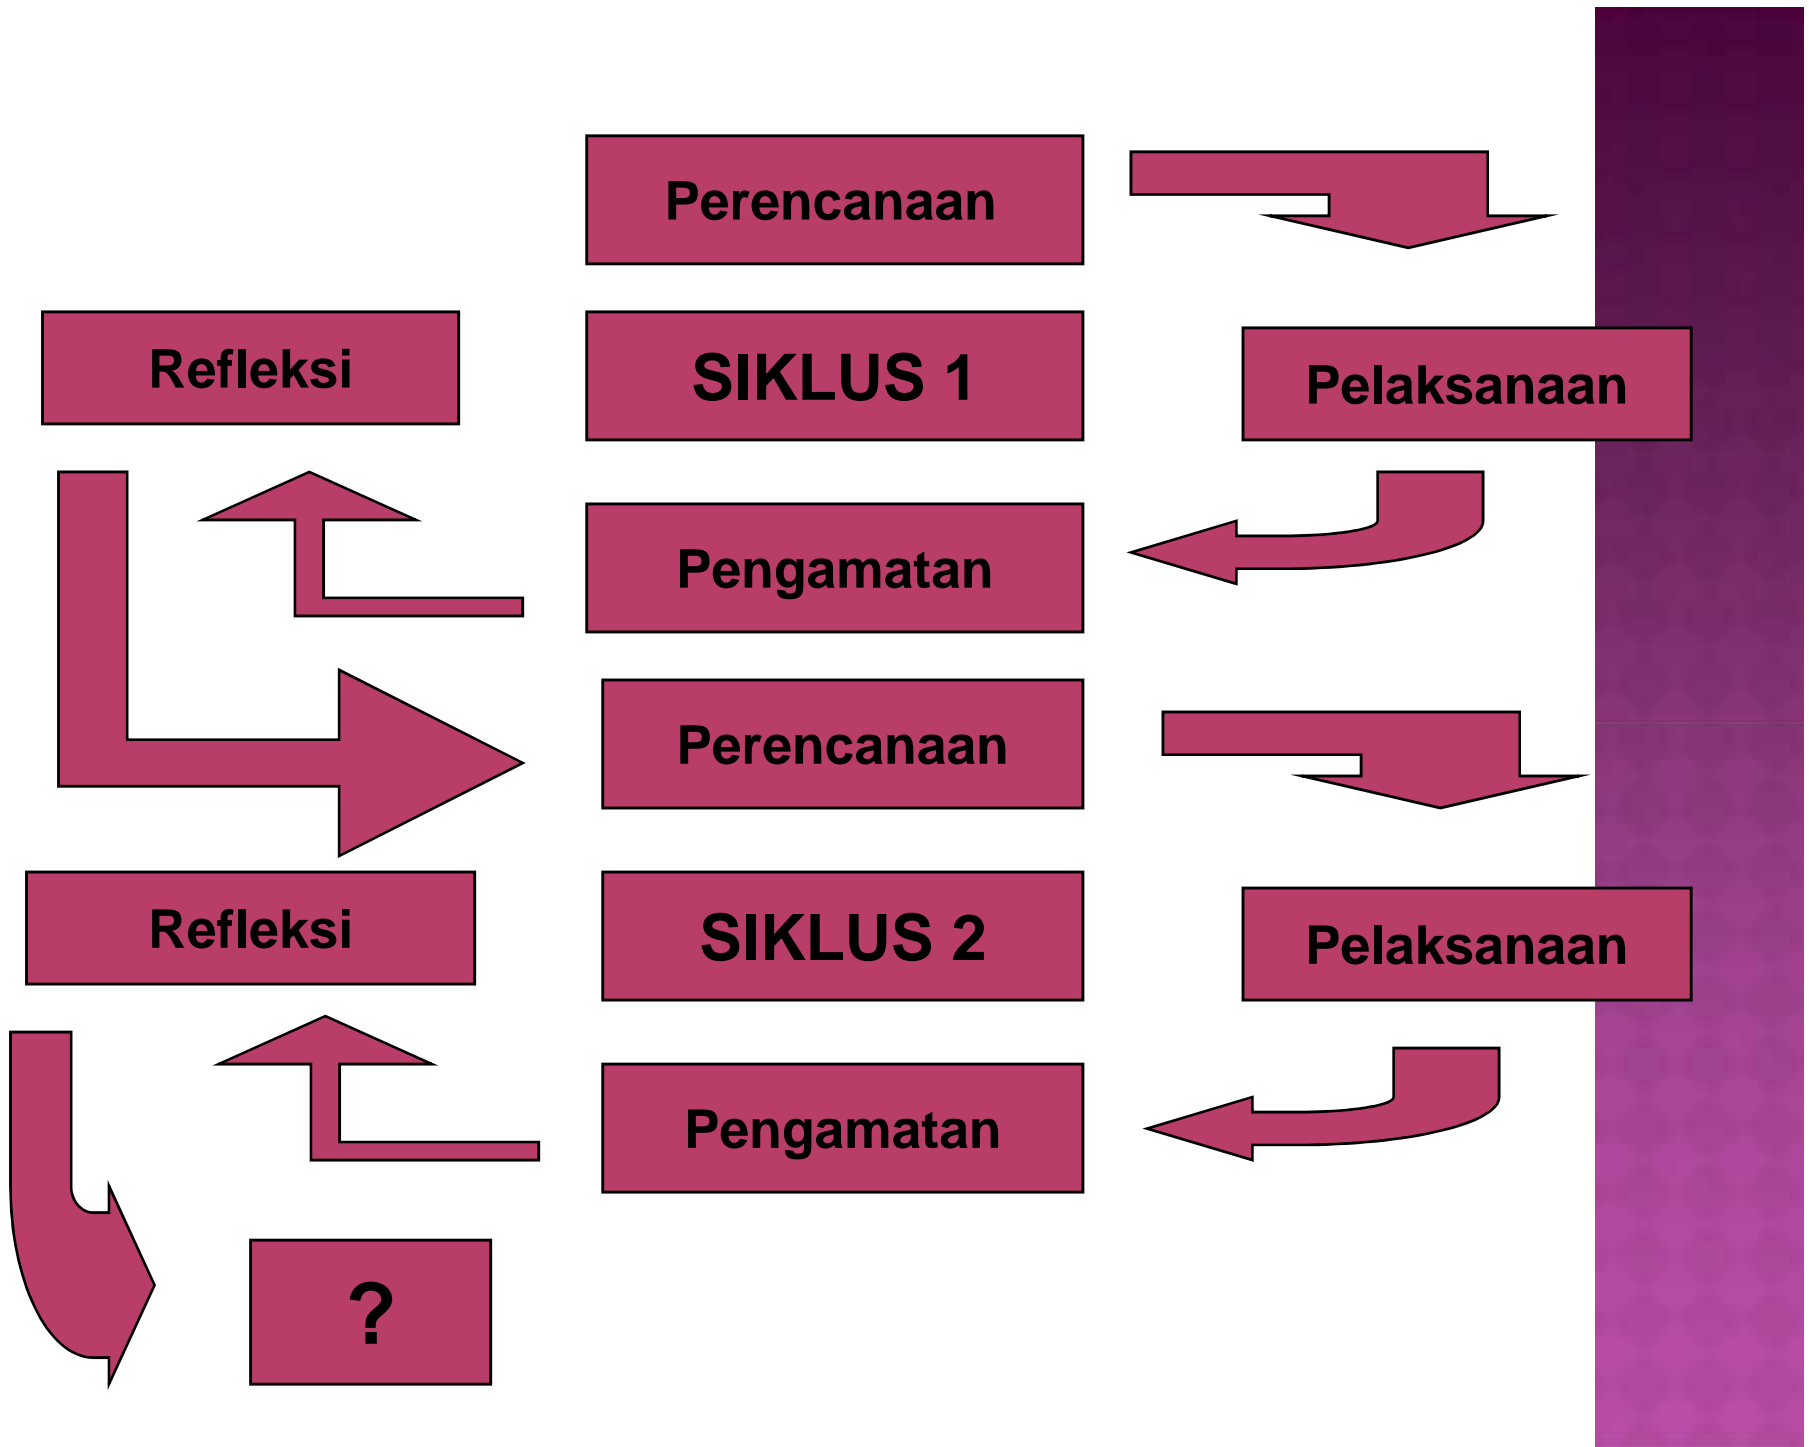 Perencanaan
Refleksi
SIKLUS 1
Pelaksanaan
Pengamatan
Perencanaan
Refleksi
SIKLUS 2
Pelaksanaan
Pengamatan
?